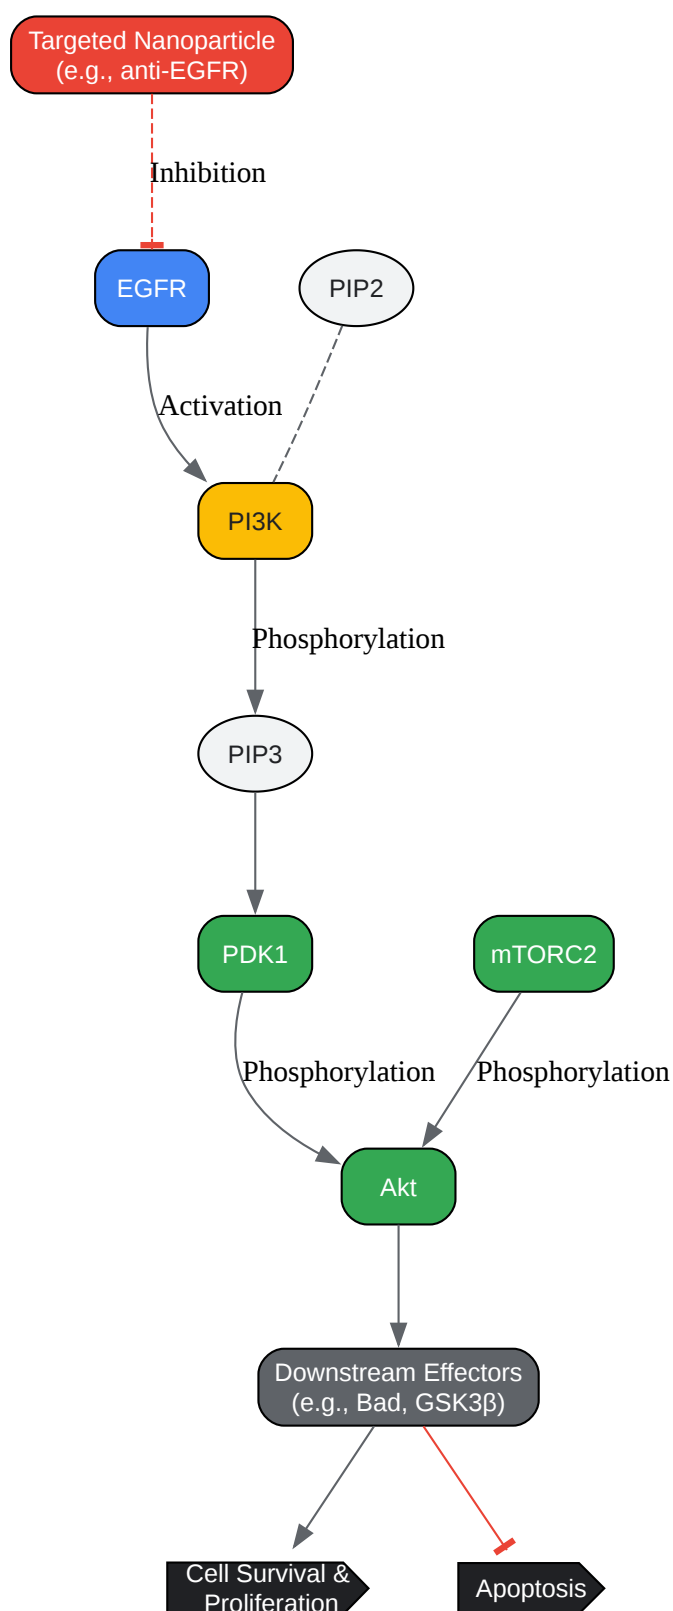 Targeted Nanoparticle
(e.g., anti-EGFR)
Inhibition
EGFR
PIP2
Activation
PI3K
Phosphorylation
PIP3
PDK1
mTORC2
Phosphorylation
Phosphorylation
Akt
Downstream Effectors
(e.g., Bad, GSK3β)
Cell Survival &
Proliferation
Apoptosis